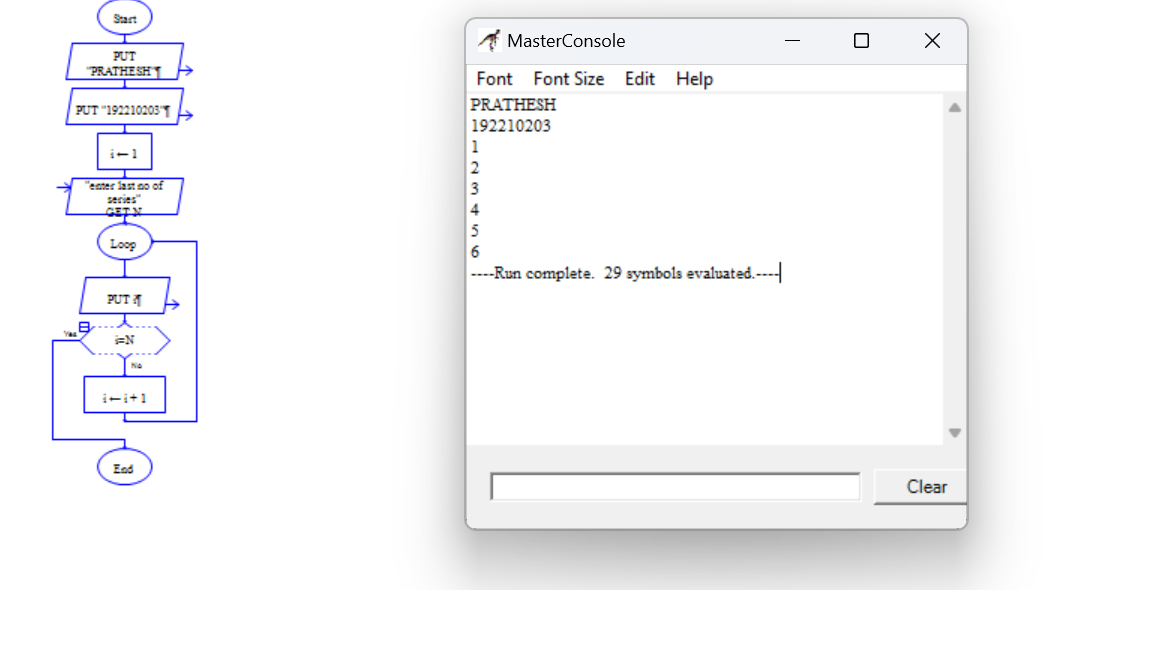 Start
PUT
"PRATHESH"¶
PUT "192210203"¶
i ← 1
"enter last no of
series"
GET N
Loop
PUT i¶
Yes
i=N
No
i ← i + 1
End
MasterConsole
Font Font Size Edit Help
PRATHESH
192210203
1
2
3
4
5
6
----Run complete. 29 symbols evaluated.----
Clear